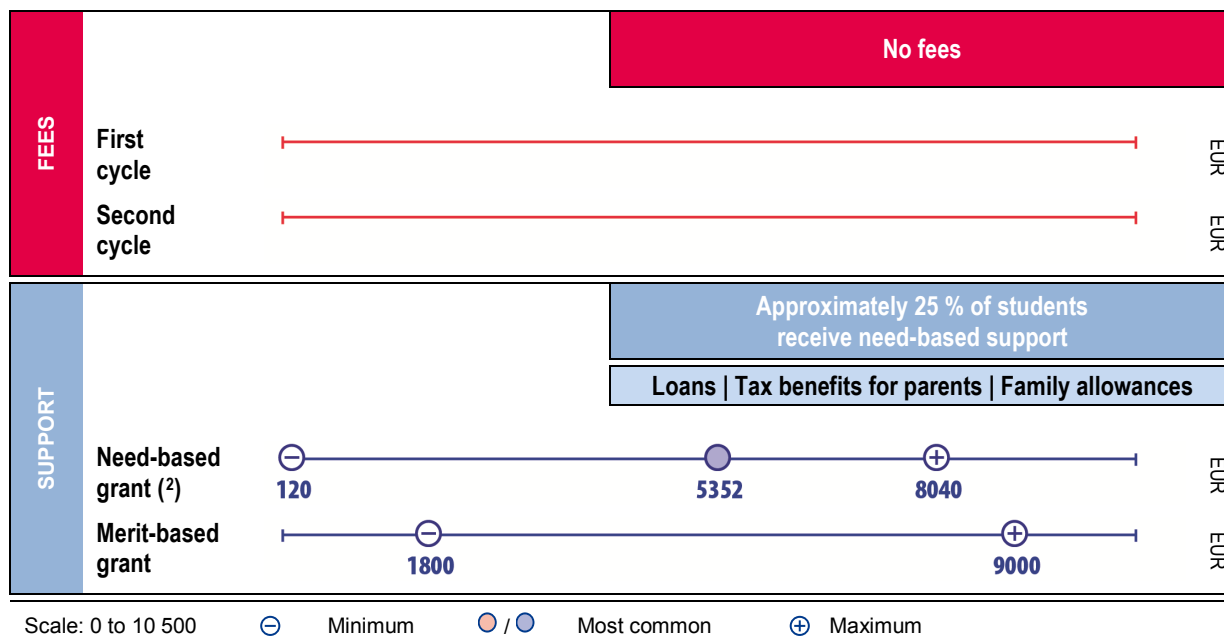 FEES
No fees
First
cycle
EUR
Second
cycle
EUR
SUPPORT
Approximately 25 % of students
receive need-based support
Loans | Tax benefits for parents | Family allowances
Need-based
grant (²)
120
5352
8040
EUR
Merit-based
grant
1800
9000
EUR
Scale: 0 to 10 500 Minimum / Most common Maximum